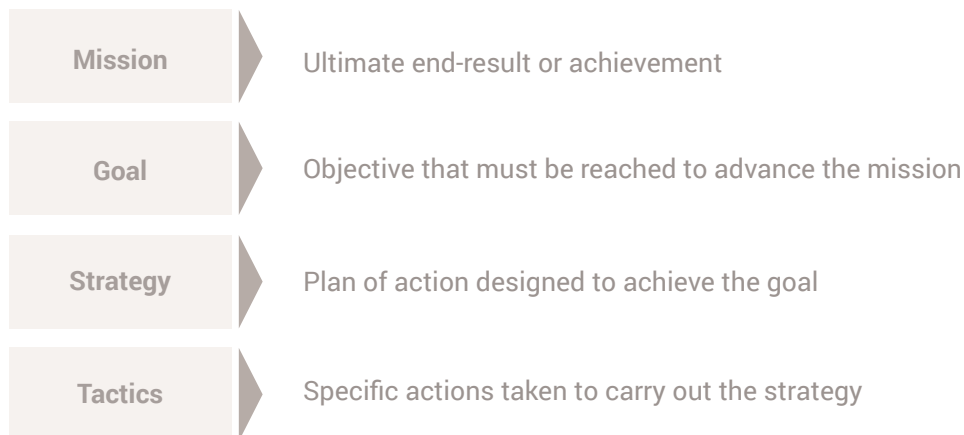 Mission
Ultimate end-result or achievement
Goal
Objective that must be reached to advance the mission
Strategy
Plan of action designed to achieve the goal
Tactics
Specific actions taken to carry out the strategy